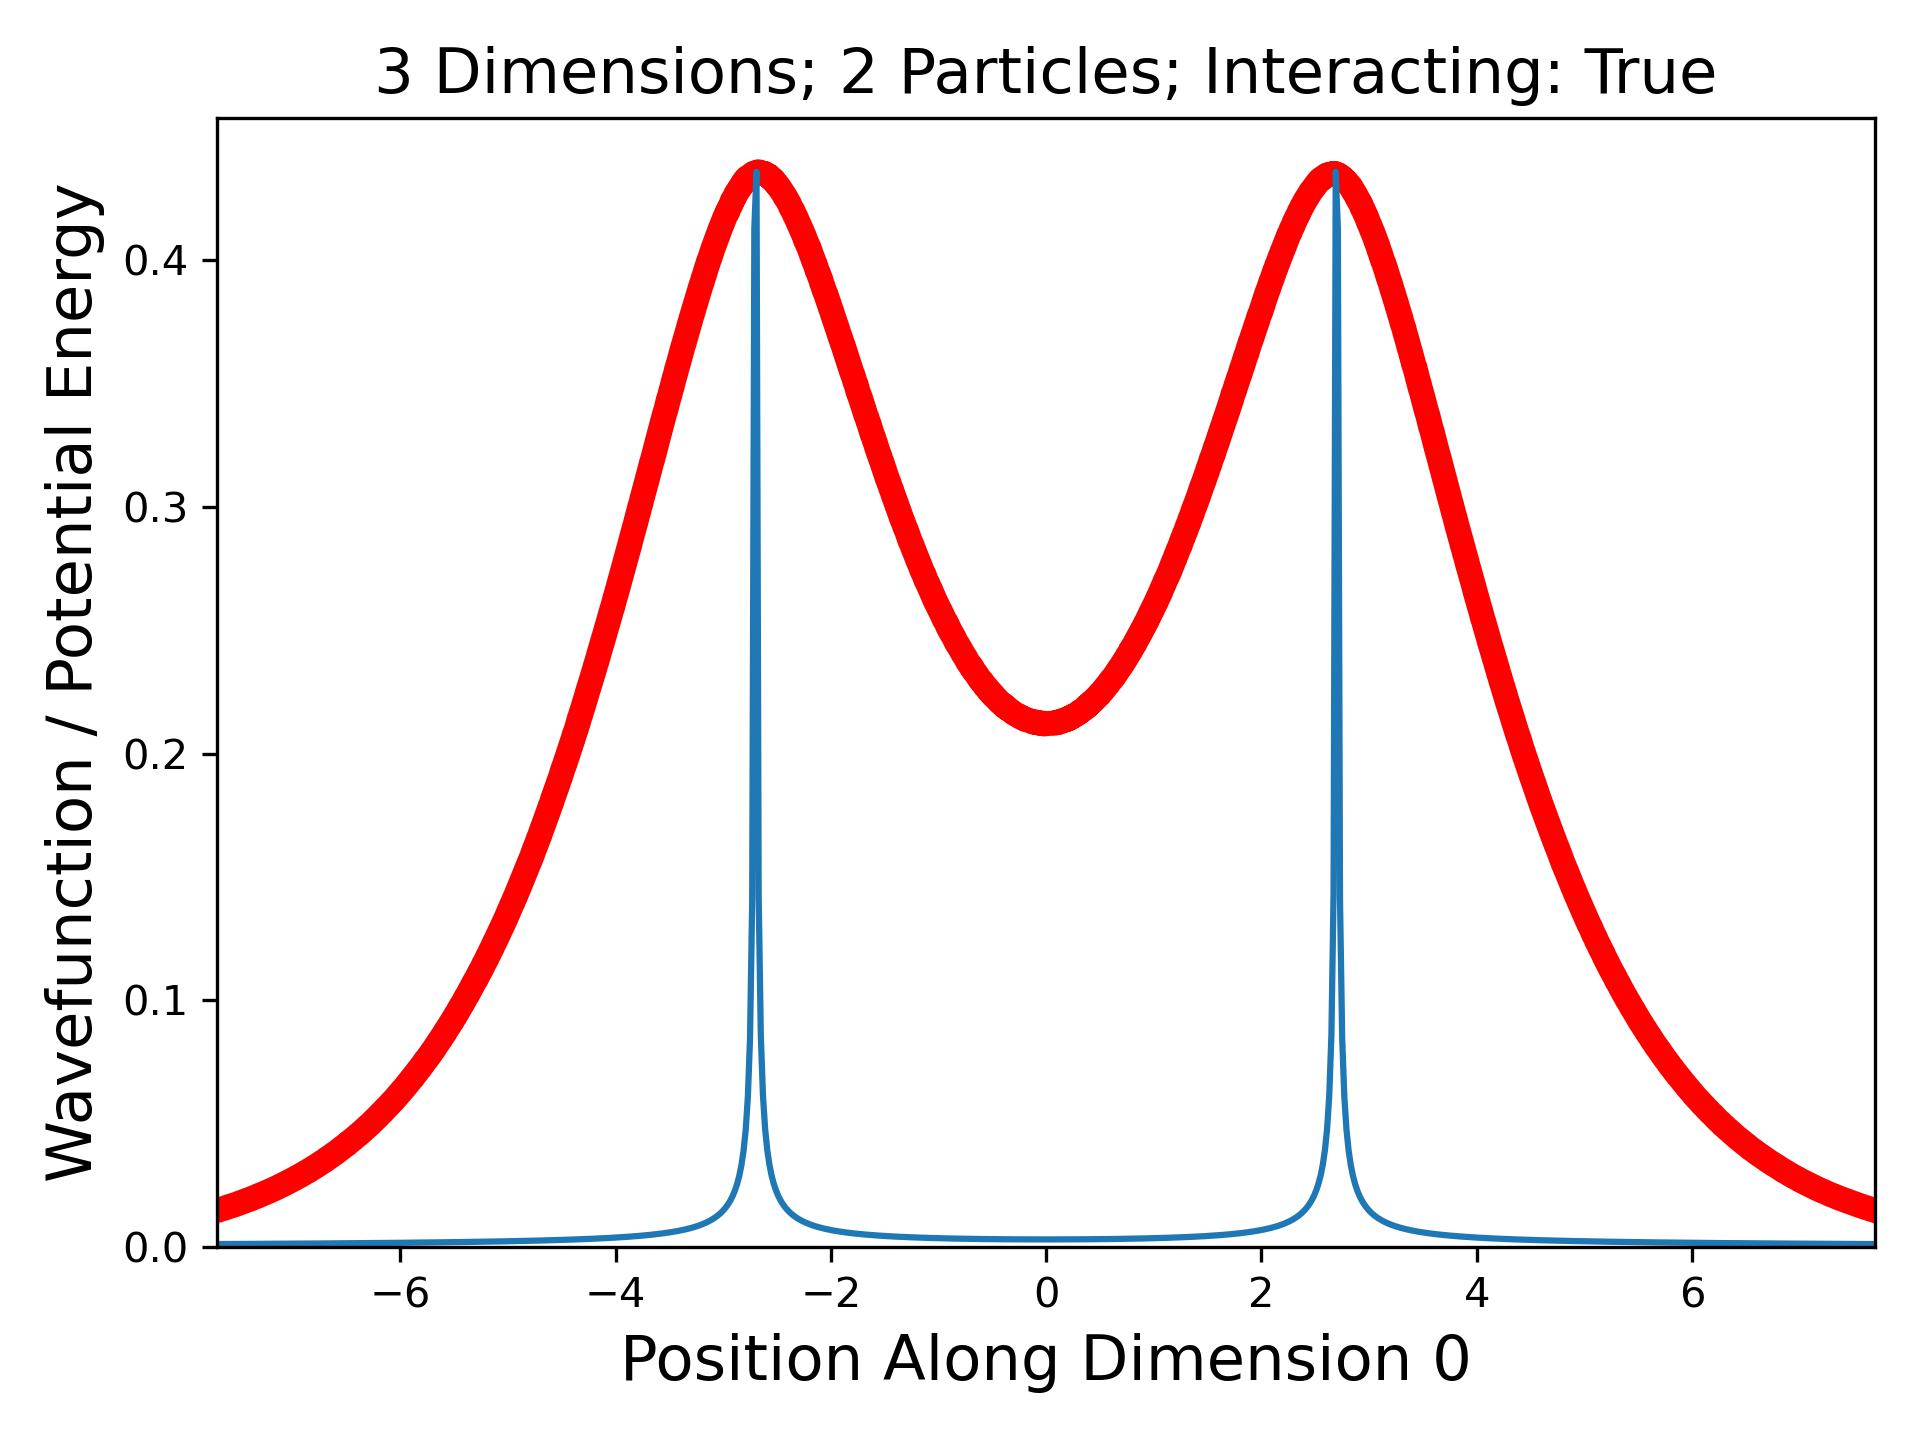 3 Dimensions; 2 Particles; Interacting: True
Wavefunction / Potential Energy
0.4
0.3
0.2
0.1
0.0
−6 −4 −2 0 2 4 6
Position Along Dimension 0